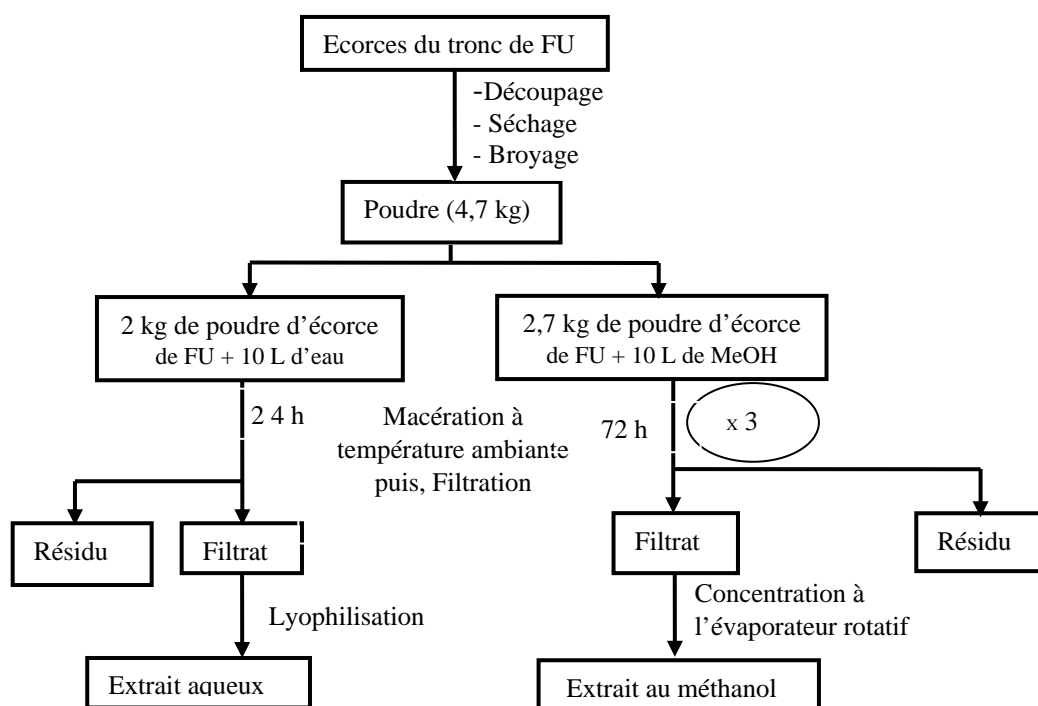 Ecorces du tronc de FU
-Découpage
- Séchage
- Broyage
Poudre (4,7 kg)
2 kg de poudre d’écorce
de FU + 10 L d’eau
2,7 kg de poudre d’écorce
de FU + 10 L de MeOH
2 4 h
Macération à
température ambiante
puis, Filtration
72 h
x 3
Résidu
Filtrat
Filtrat
Résidu
Lyophilisation
Concentration à
l’évaporateur rotatif
Extrait aqueux
Extrait au méthanol